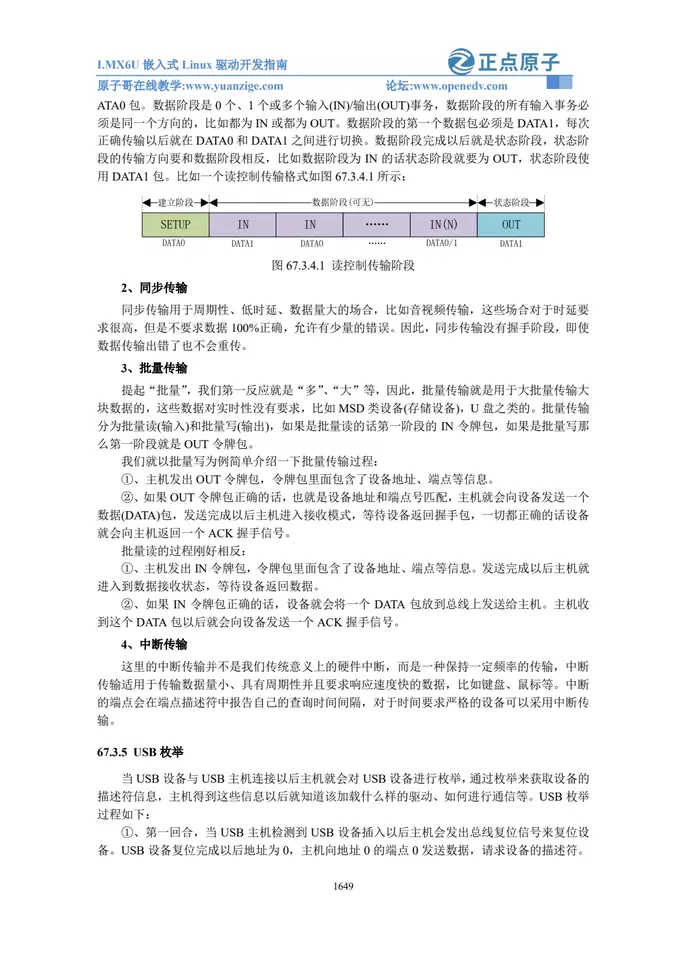 I.MX6U 嵌入式 Linux 驱动开发指南
正点原子
原子哥在线教学:www.yuanzige.com 论坛:www.openedv.com
ATA0 包。数据阶段是 0 个、1 个或多个输入(IN)/输出(OUT)事务，数据阶段的所有输入事务必
须是同一个方向的，比如都为 IN 或都为 OUT。数据阶段的第一个数据包必须是 DATA1，每次
正确传输以后就在 DATA0 和 DATA1 之间进行切换。数据阶段完成以后就是状态阶段，状态阶
段的传输方向要和数据阶段相反，比如数据阶段为 IN 的话状态阶段就要为 OUT，状态阶段使
用 DATA1 包。比如一个读控制传输格式如图 67.3.4.1 所示：
建立阶段 数据阶段(可无) 状态阶段
SETUP IN IN …… IN(N) OUT
DATA0 DATA1 DATA0 …… DATA0/1 DATA1
图 67.3.4.1 读控制传输阶段
2、同步传输
同步传输用于周期性、低时延、数据量大的场合，比如音视频传输，这些场合对于时延要
求很高，但是不要求数据 100%正确，允许有少量的错误。因此，同步传输没有握手阶段，即使
数据传输出错了也不会重传。
3、批量传输
提起“批量”，我们第一反应就是“多”、“大”等，因此，批量传输就是用于大批量传输大
块数据的，这些数据对实时性没有要求，比如 MSD 类设备(存储设备)，U 盘之类的。批量传输
分为批量读(输入)和批量写(输出)，如果是批量读的话第一阶段的 IN 令牌包，如果是批量写那
么第一阶段就是 OUT 令牌包。
我们就以批量写为例简单介绍一下批量传输过程：
①、主机发出 OUT 令牌包，令牌包里面包含了设备地址、端点等信息。
②、如果 OUT 令牌包正确的话，也就是设备地址和端点号匹配，主机就会向设备发送一个
数据(DATA)包，发送完成以后主机进入接收模式，等待设备返回握手包，一切都正确的话设备
就会向主机返回一个 ACK 握手信号。
批量读的过程刚好相反：
①、主机发出 IN 令牌包，令牌包里面包含了设备地址、端点等信息。发送完成以后主机就
进入到数据接收状态，等待设备返回数据。
②、如果 IN 令牌包正确的话，设备就会将一个 DATA 包放到总线上发送给主机。主机收
到这个 DATA 包以后就会向设备发送一个 ACK 握手信号。
4、中断传输
这里的中断传输并不是我们传统意义上的硬件中断，而是一种保持一定频率的传输，中断
传输适用于传输数据量小、具有周期性并且要求响应速度快的数据，比如键盘、鼠标等。中断
的端点会在端点描述符中报告自己的查询时间间隔，对于时间要求严格的设备可以采用中断传
输。
67.3.5 USB 枚举
当 USB 设备与 USB 主机连接以后主机就会对 USB 设备进行枚举，通过枚举来获取设备的
描述符信息，主机得到这些信息以后就知道该加载什么样的驱动、如何进行通信等。USB 枚举
过程如下：
①、第一回合，当 USB 主机检测到 USB 设备插入以后主机会发出总线复位信号来复位设
备。USB 设备复位完成以后地址为 0，主机向地址 0 的端点 0 发送数据，请求设备的描述符。
1649